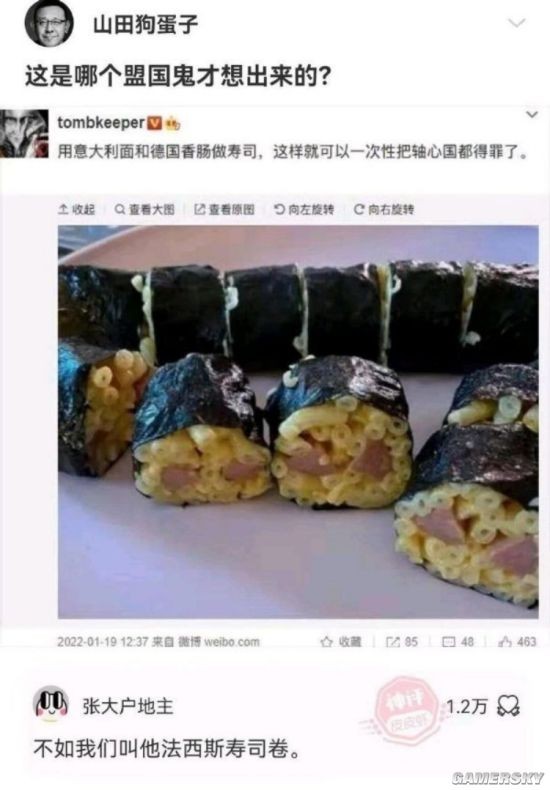 山田狗蛋子
这是哪个盟国鬼才想出来的?
tombkeeper
用意大利面和德国香肠做寿司，这样就可以一次性把轴心国都得罪了。
收起 查看大图 查看原图 向左旋转 向右旋转
2022-01-19 12:37 来自 微博 weibo.com 收藏 85 48 463
张大户地主 神评 皮皮虾 1.2万
不如我们叫他法西斯寿司卷。
GAMERSKY